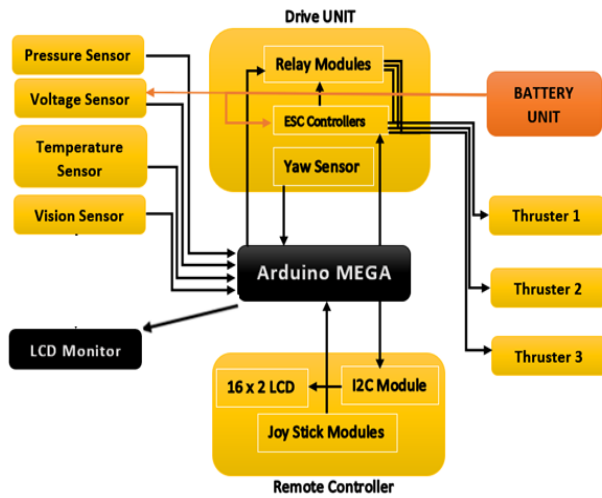 Drive UNIT
Pressure Sensor
Voltage Sensor
Temperature
Sensor
Vision Sensor
Relay Modules
ESC Controllers
Yaw Sensor
BATTERY
UNIT
Thruster 1
Thruster 2
Thruster 3
Arduino MEGA
LCD Monitor
16 x 2 LCD
I2C Module
Joy Stick Modules
Remote Controller